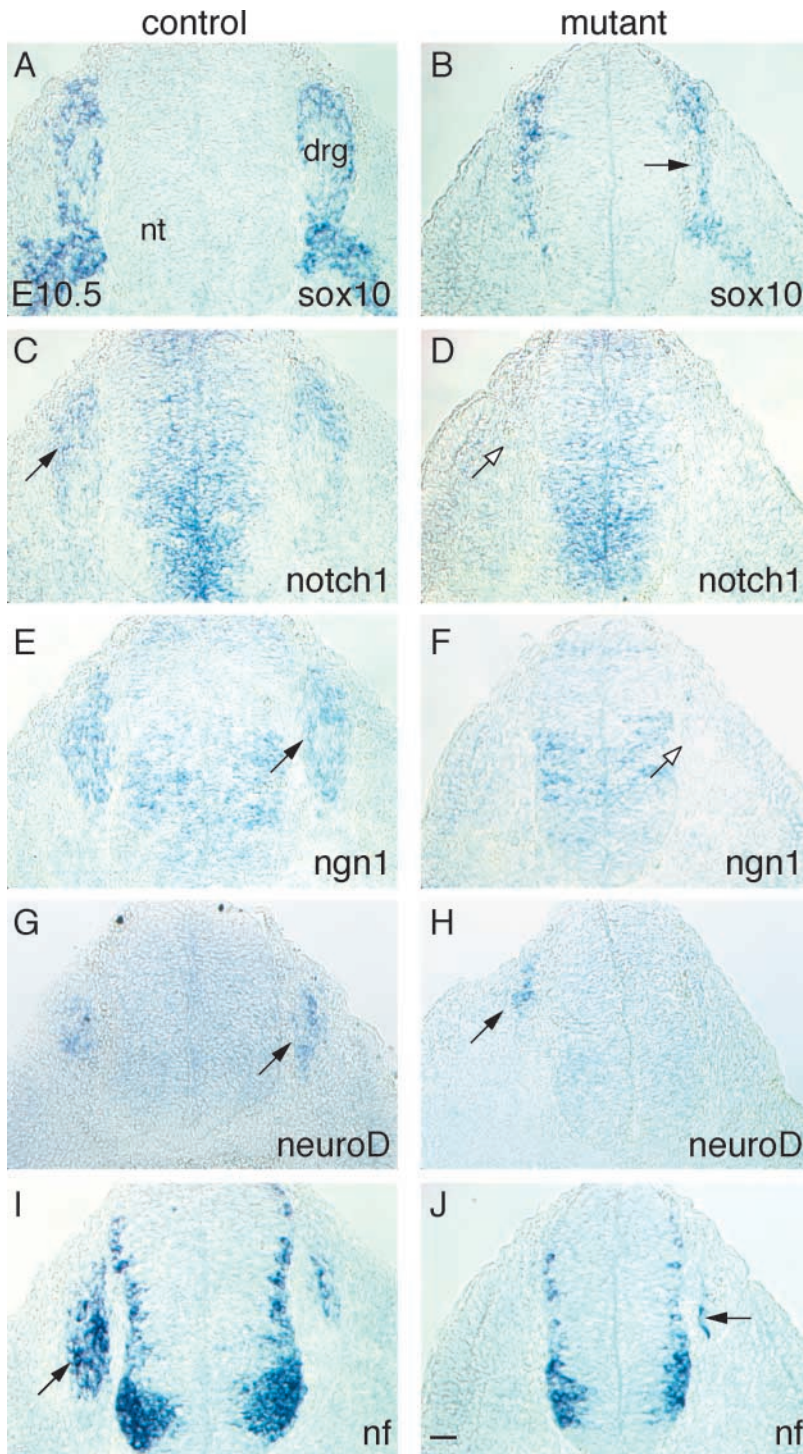 control mutant
A B
drg
nt
E10.5 sox10 sox10
C D
notch1 notch1
E F
ngn1 ngn1
G H
neuroD neuroD
I J
nf nf